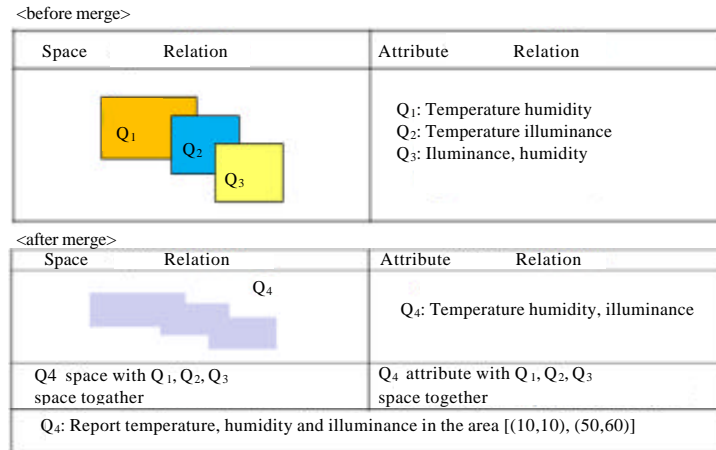 <before merge>
Space Relation Attribute Relation
Q1
Q2
Q3
Q1: Temperature humidity
Q2: Temperature illuminance
Q3: Iluminance, humidity
<after merge>
Space Relation Attribute Relation
Q4
Q4: Temperature humidity, illuminance
Q4 space with Q1, Q2, Q3
space togather
Q4 attribute with Q1, Q2, Q3
space together
Q4: Report temperature, humidity and illuminance in the area [(10,10), (50,60)]